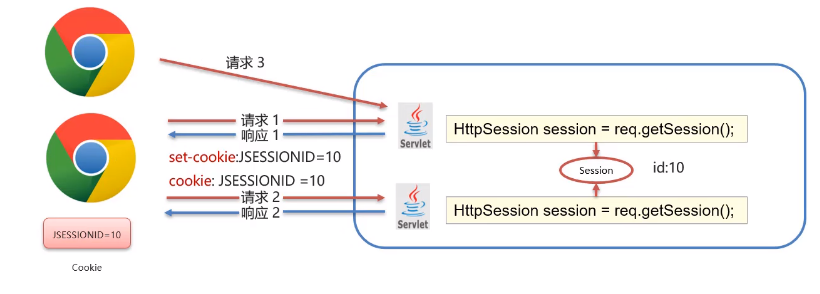 请求 3
请求 1
响应 1
Servlet
HttpSession session = req.getSession();
set-cookie:JSESSIONID=10
Session
id:10
cookie: JSESSIONID =10
请求 2
响应 2
Servlet
HttpSession session = req.getSession();
JSESSIONID=10
Cookie